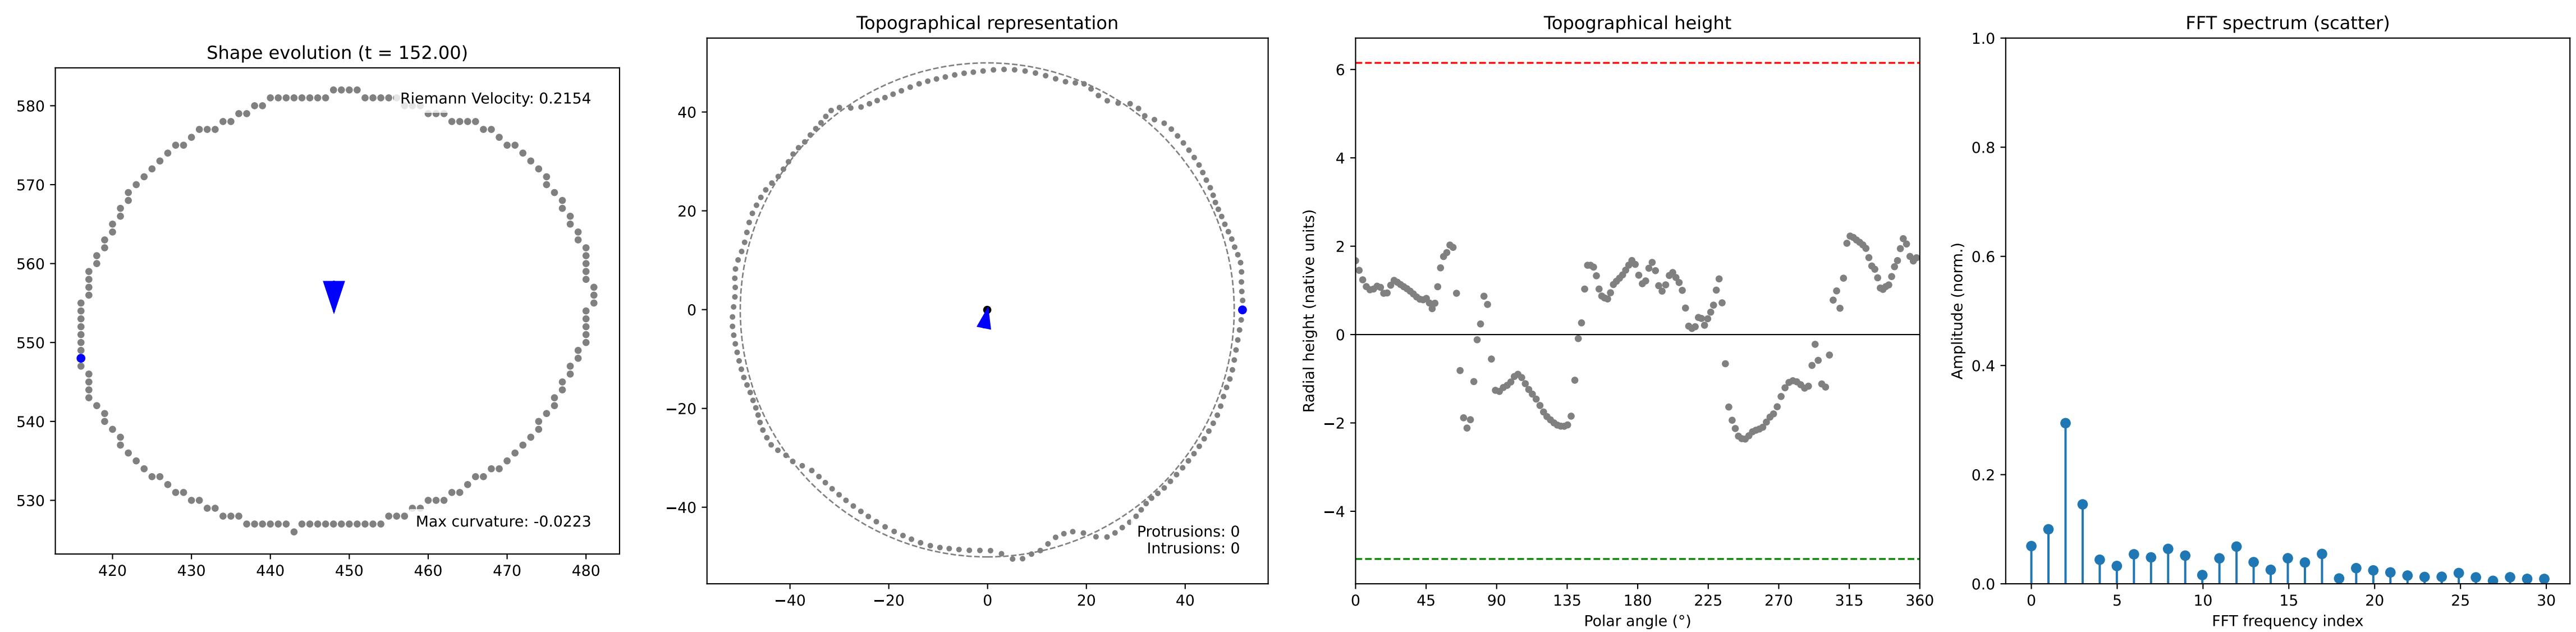 Shape evolution (t = 152.00)
Riemann Velocity: 0.2154
Max curvature: -0.0223
580
570
560
550
540
530
420 430 440 450 460 470 480
Topographical representation
Protrusions: 0
Intrusions: 0
40
20
0
−20
−40
−40 −20 0 20 40
Topographical height
Radial height (native units)
6
4
2
0
−2
−4
0 45 90 135 180 225 270 315 360
Polar angle (°)
FFT spectrum (scatter)
Amplitude (norm.)
1.0
0.8
0.6
0.4
0.2
0.0
0 5 10 15 20 25 30
FFT frequency index